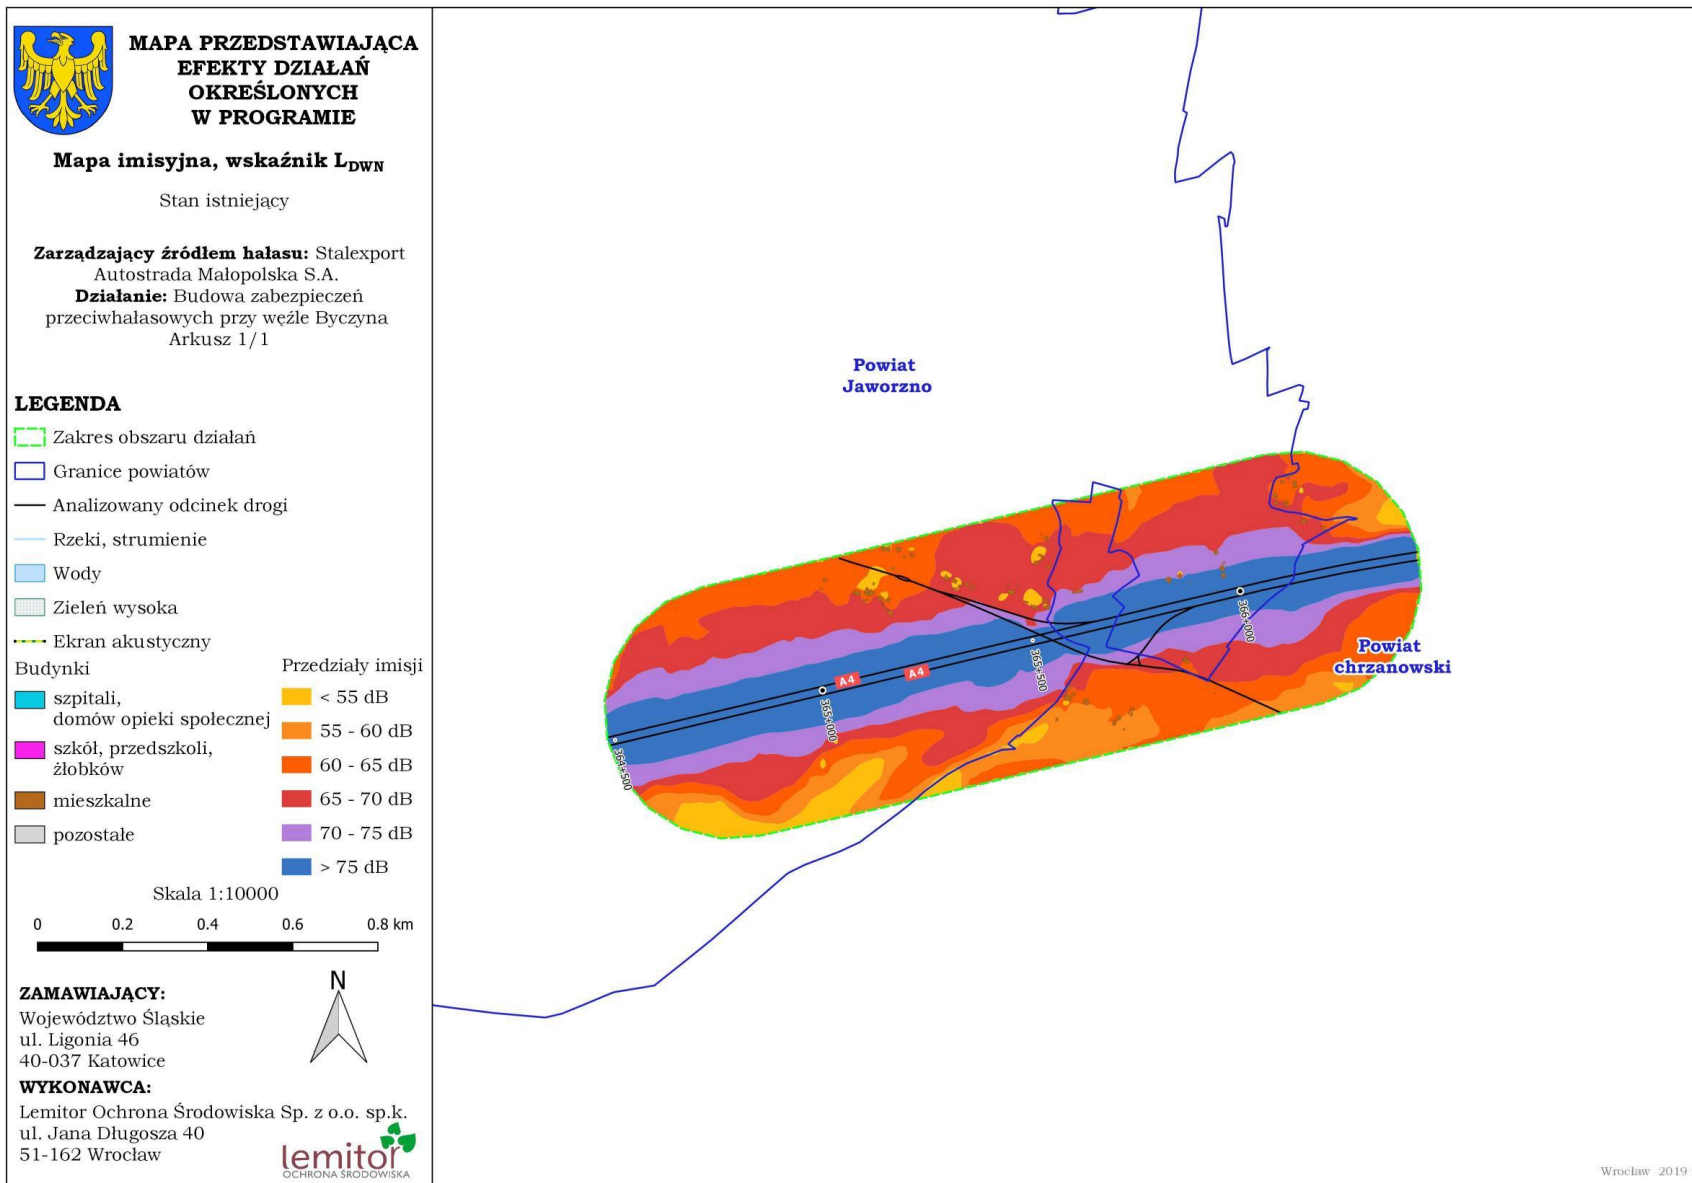 MAPA PRZEDSTAWIAJĄCA
EFEKTY DZIAŁAŃ
OKREŚLONYCH
W PROGRAMIE
Mapa imisyjna, wskaźnik LDWN
Stan istniejący
Zarządzający źródłem hałasu: Stalexport
Autostrada Małopolska S.A.
Działanie: Budowa zabezpieczeń
przeciwhałasowych przy węźle Byczyna
Arkusz 1/1
LEGENDA
Zakres obszaru działań
Granice powiatów
Analizowany odcinek drogi
Rzeki, strumienie
Wody
Zieleń wysoka
Ekran akustyczny
Budynki
szpitali,
domów opieki społecznej
szkół, przedszkoli,
żłobków
mieszkalne
pozostałe
Przedziały imisji
< 55 dB
55 - 60 dB
60 - 65 dB
65 - 70 dB
70 - 75 dB
> 75 dB
Skala 1:10000
0 0.2 0.4 0.6 0.8 km
N
ZAMAWIAJĄCY:
Województwo Śląskie
ul. Ligonia 46
40-037 Katowice
WYKONAWCA:
Lemitor Ochrona Środowiska Sp. z o.o. sp.k.
ul. Jana Długosza 40
51-162 Wrocław
lemitor
OCHRONA ŚRODOWISKA
Powiat
Jaworzno
Powiat
chrzanowski
A4
A4
364+500
365+000
365+500
366+000
Wrocław 2019